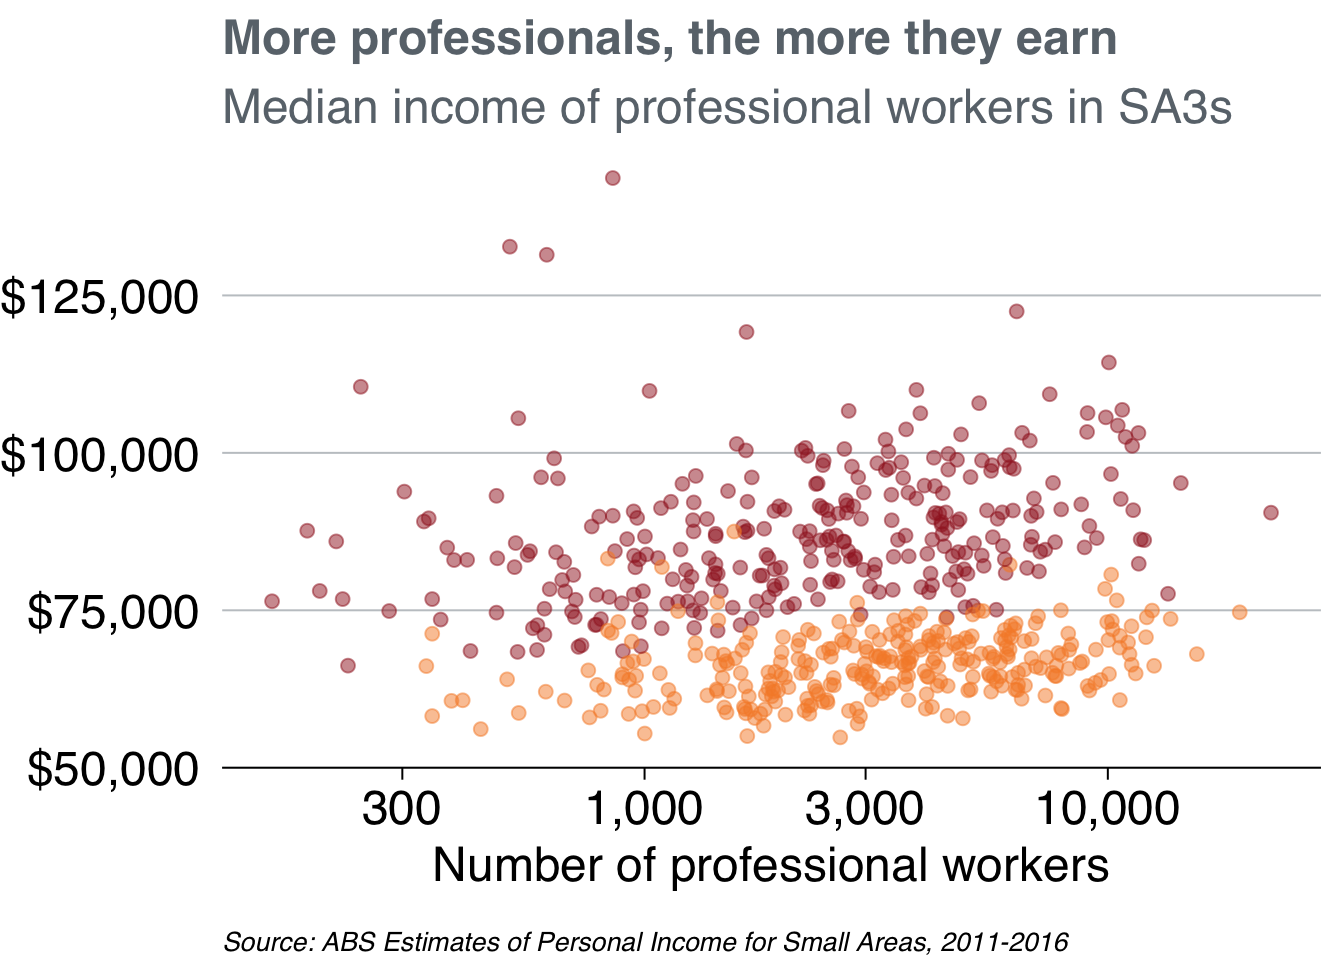 More professionals, the more they earn
Median income of professional workers in SA3s
$125,000
$100,000
$75,000
$50,000
300 1,000 3,000 10,000
Number of professional workers
Source: ABS Estimates of Personal Income for Small Areas, 2011-2016